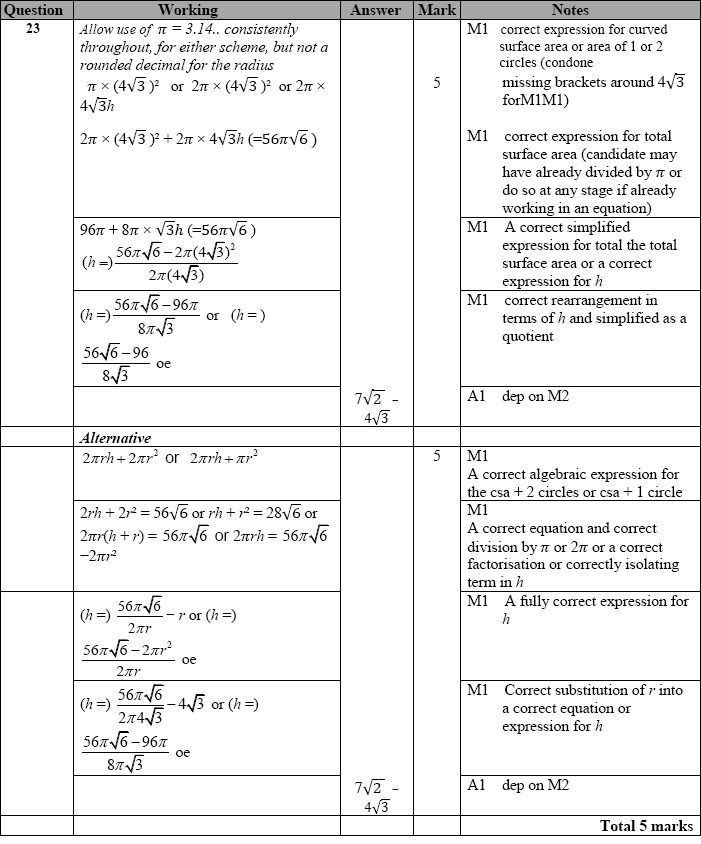 Question Working Answer Mark Notes
23
Allow use of π = 3.14.. consistently
throughout, for either scheme, but not a
rounded decimal for the radius
π × (4√3 )² or 2π × (4√3 )² or 2π ×
4√3h
2π × (4√3 )² + 2π × 4√3h (=56π√6 )
5
M1 correct expression for curved
surface area or area of 1 or 2
circles (condone
missing brackets around 4√3
forM1M1)
M1 correct expression for total
surface area (candidate may
have already divided by π or
do so at any stage if already
working in an equation)
96π + 8π × √3h (=56π√6 )
(h =) (56π√6 − 2π(4√3)²)/(2π(4√3))
M1 A correct simplified
expression for total the total
surface area or a correct
expression for h
(h =) (56π√6 − 96π)/(8π√3) or (h = )
(56√6 − 96)/(8√3) oe
M1 correct rearrangement in
terms of h and simplified as a
quotient
7√2 −
4√3
A1 dep on M2
Alternative
2πrh + 2πr² or 2πrh + πr²
5
M1
A correct algebraic expression for
the csa + 2 circles or csa + 1 circle
2rh + 2r² = 56√6 or rh + r² = 28√6 or
2πr(h + r) = 56π√6 or 2πrh = 56π√6
−2πr²
M1
A correct equation and correct
division by π or 2π or a correct
factorisation or correctly isolating
term in h
(h =) (56π√6)/(2πr) − r or (h =)
(56π√6 − 2πr²)/(2πr) oe
M1 A fully correct expression for
h
(h =) (56π√6)/(2π4√3) − 4√3 or (h =)
(56π√6 − 96π)/(8π√3) oe
M1 Correct substitution of r into
a correct equation or
expression for h
7√2 −
4√3
A1 dep on M2
Total 5 marks